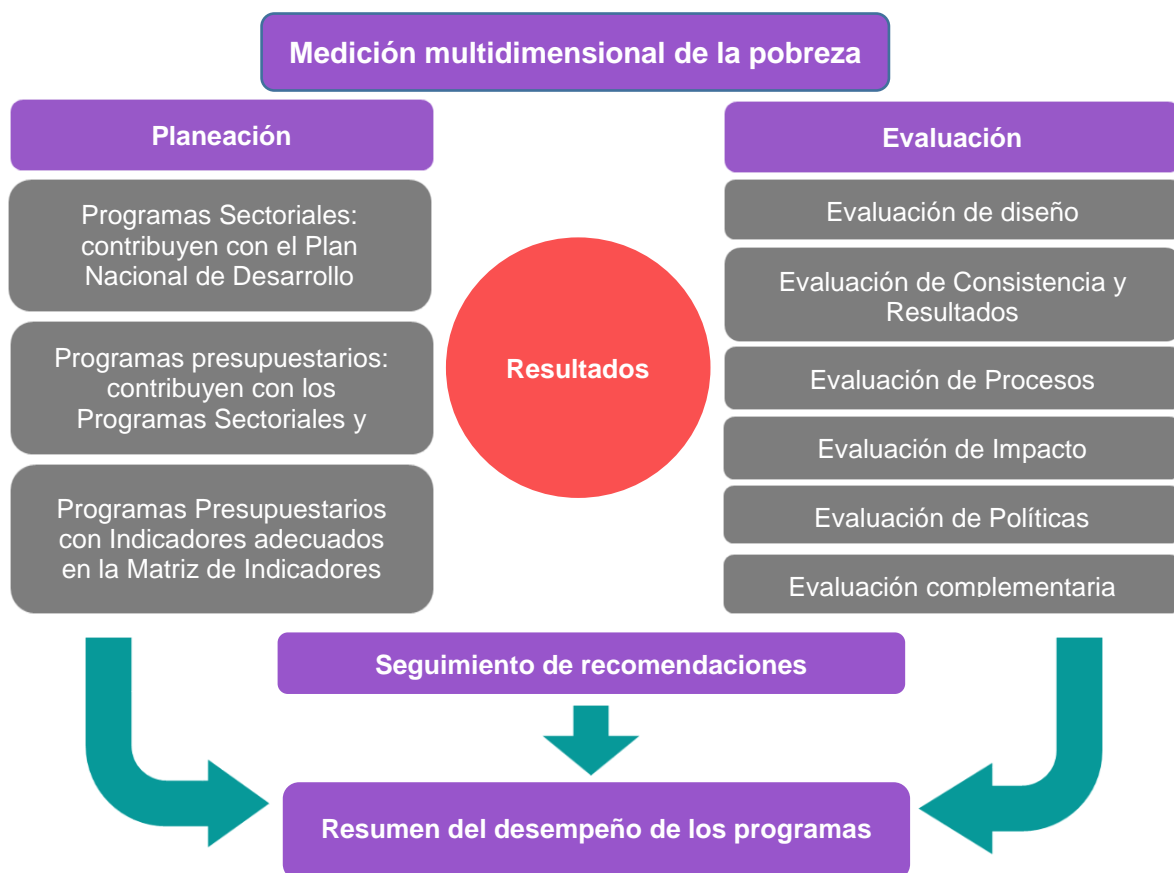 Medición multidimensional de la pobreza
Planeación
Programas Sectoriales:
contribuyen con el Plan
Nacional de Desarrollo
Programas presupuestarios:
contribuyen con los
Programas Sectoriales y
Programas Presupuestarios
con Indicadores adecuados
en la Matriz de Indicadores
Resultados
Evaluación
Evaluación de diseño
Evaluación de Consistencia y
Resultados
Evaluación de Procesos
Evaluación de Impacto
Evaluación de Políticas
Evaluación complementaria
Seguimiento de recomendaciones
Resumen del desempeño de los programas